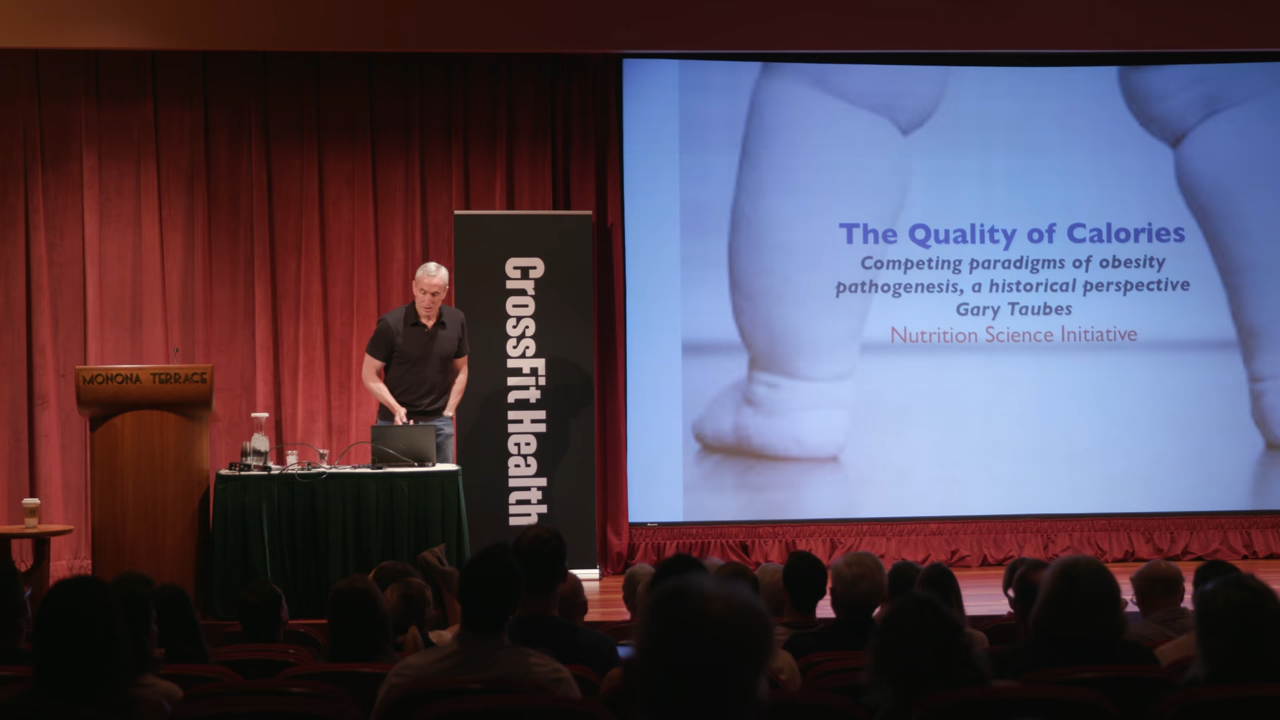 MONONA TERRACE
CrossFit Health
The Quality of Calories
Competing paradigms of obesity
pathogenesis, a historical perspective
Gary Taubes
Nutrition Science Initiative